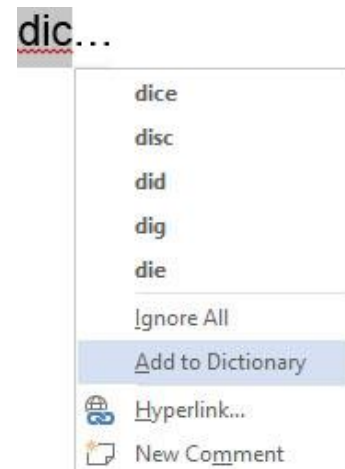 dic...
dice
disc
did
dig
die
Ignore All
Add to Dictionary
Hyperlink...
New Comment